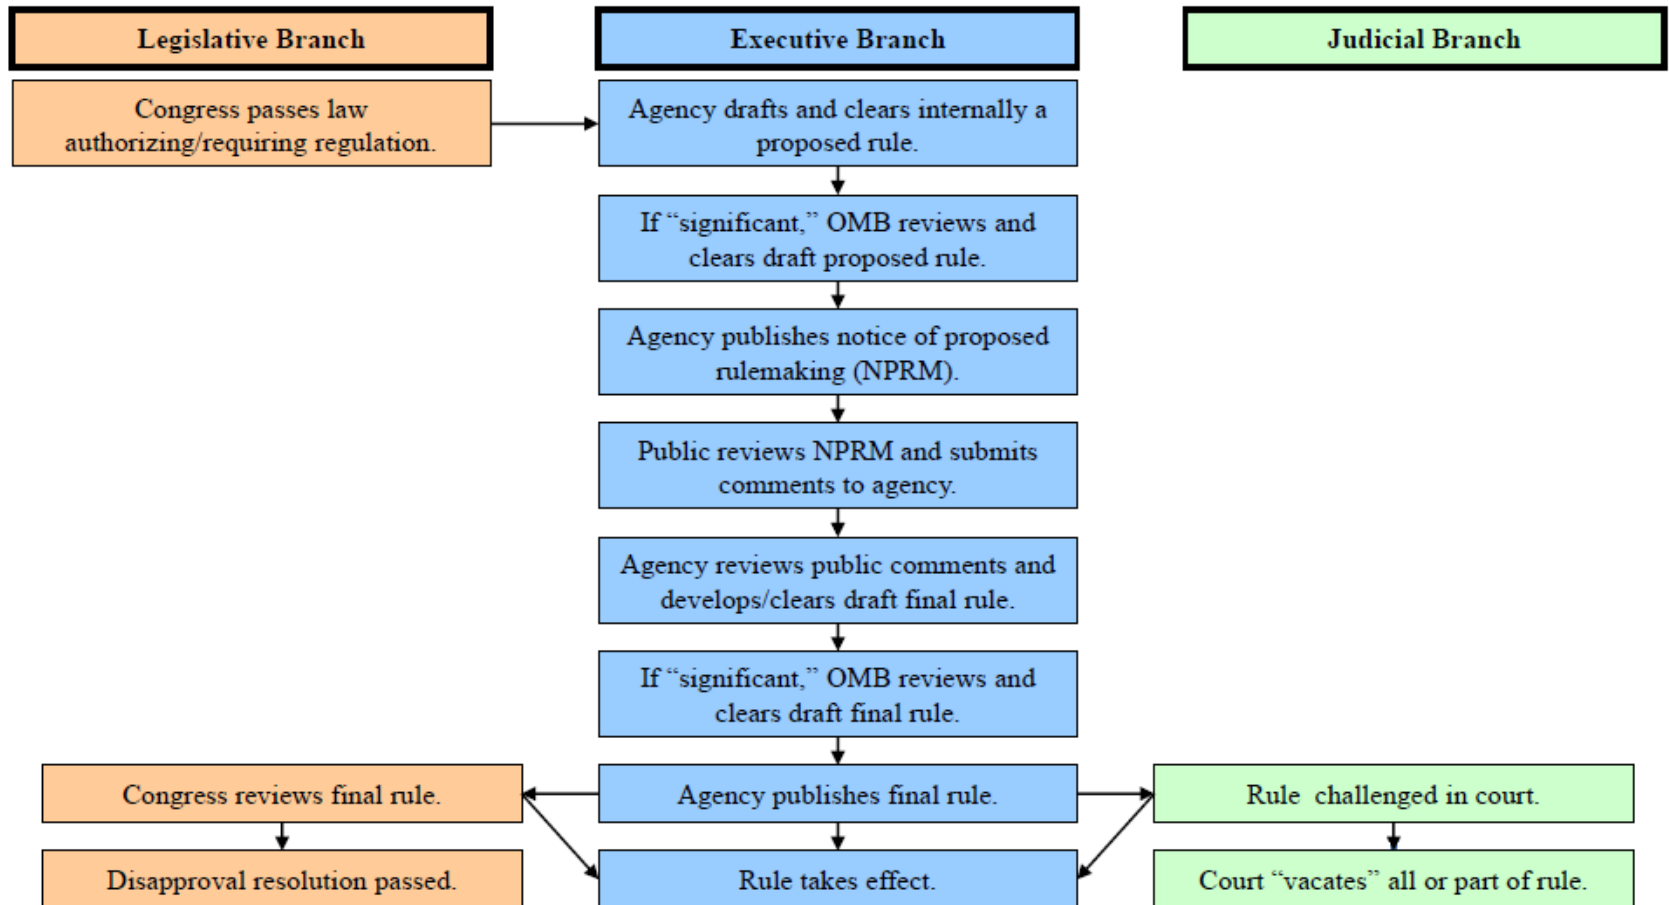 Legislative Branch
Executive Branch
Judicial Branch
Congress passes law
authorizing/requiring regulation.
Agency drafts and clears internally a
proposed rule.
If “significant,” OMB reviews and
clears draft proposed rule.
Agency publishes notice of proposed
rulemaking (NPRM).
Public reviews NPRM and submits
comments to agency.
Agency reviews public comments and
develops/clears draft final rule.
If “significant,” OMB reviews and
clears draft final rule.
Congress reviews final rule.
Agency publishes final rule.
Rule challenged in court.
Disapproval resolution passed.
Rule takes effect.
Court “vacates” all or part of rule.